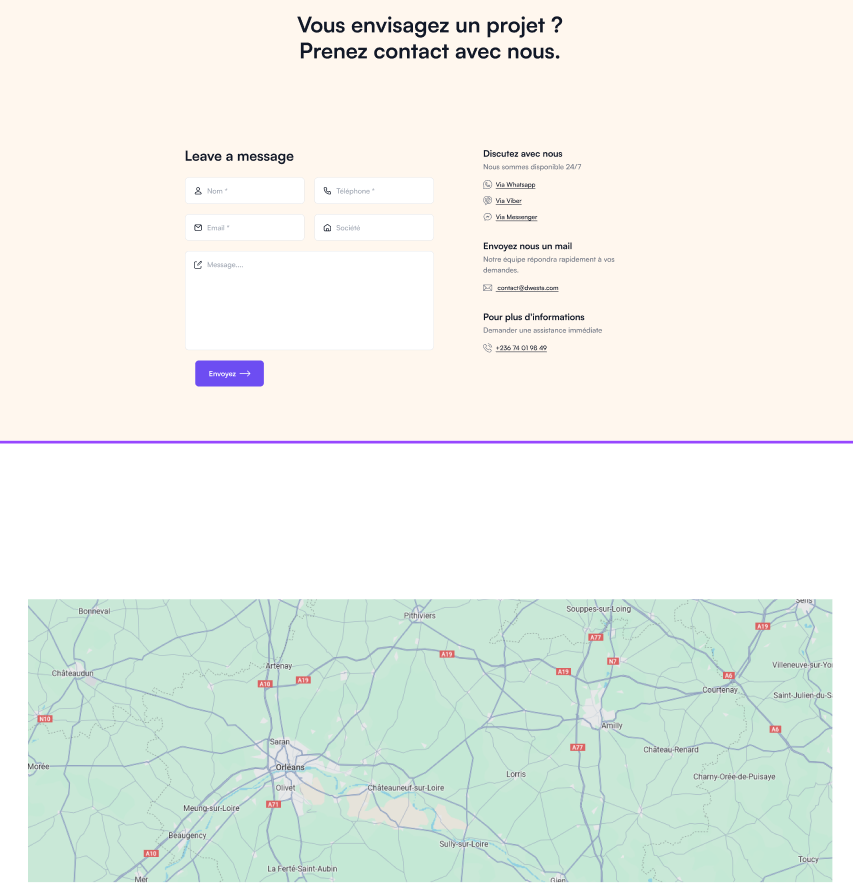 Vous envisagez un projet ?
Prenez contact avec nous.
Leave a message
Nom *
Téléphone *
Email *
Société
Message....
Envoyez
Discutez avec nous
Nous sommes disponible 24/7
Via Whatsapp
Via Viber
Via Messenger
Envoyez nous un mail
Notre équipe répondra rapidement à vos
demandes.
contact@dwesta.com
Pour plus d'informations
Demander une assistance immédiate
+236 74 01 98 49
Bonneval
Pithiviers
Souppes-sur-Loing
Sens
A19
A77
A19
N7
Artenay
Châteaudun
A19
A6
Villeneuve-sur-Yo
A10
A19
Courtenay
Saint-Julien-du-S
N10
Amilly
A6
Saran
A77
Château-Renard
Morée
Orléans
Lorris
Charny-Orée-de-Puisaye
Olivet
Châteauneuf-sur-Loire
A71
Meung-sur-Loire
Beaugency
Sully-sur-Loire
A10
Toucy
La Ferté-Saint-Aubin
Mer
Gien